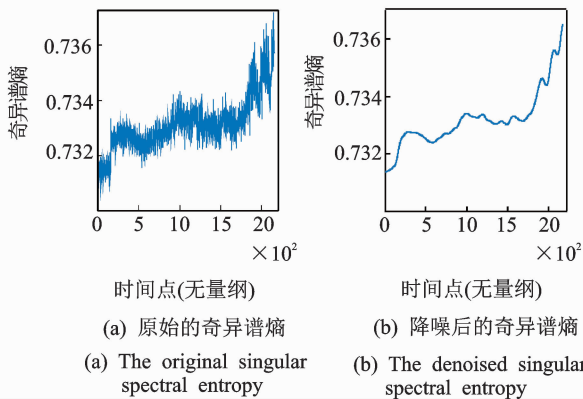 0.736
0.734
0.732
奇异谱熵
0 5 10 15 20
×10²
时间点(无量纲)
(a) 原始的奇异谱熵
(a) The original singular
spectral entropy
0.736
0.734
0.732
奇异谱熵
0 5 10 15 20
×10²
时间点(无量纲)
(b) 降噪后的奇异谱熵
(b) The denoised singular
spectral entropy